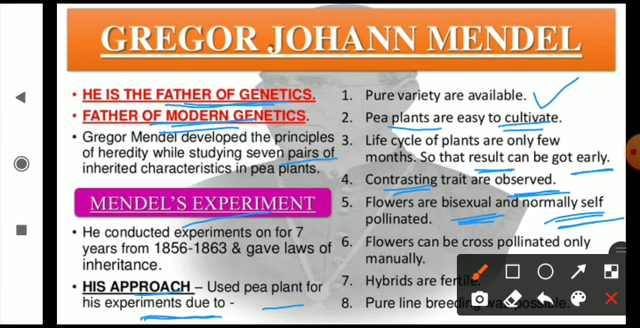 GREGOR JOHANN MENDEL
• HE IS THE FATHER OF GENETICS.
• FATHER OF MODERN GENETICS.
• Gregor Mendel developed the principles
of heredity while studying seven pairs of
inherited characteristics in pea plants.
MENDEL'S EXPERIMENT
• He conducted experiments on for 7
years from 1856-1863 & gave laws of
inheritance.
• HIS APPROACH – Used pea plant for
his experiments due to -
1. Pure variety are available.
2. Pea plants are easy to cultivate.
3. Life cycle of plants are only few
months. So that result can be got early.
4. Contrasting trait are observed.
5. Flowers are bisexual and normally self
pollinated.
6. Flowers can be cross pollinated only
manually.
7. Hybrids are fertile.
8. Pure line breeding was possible.